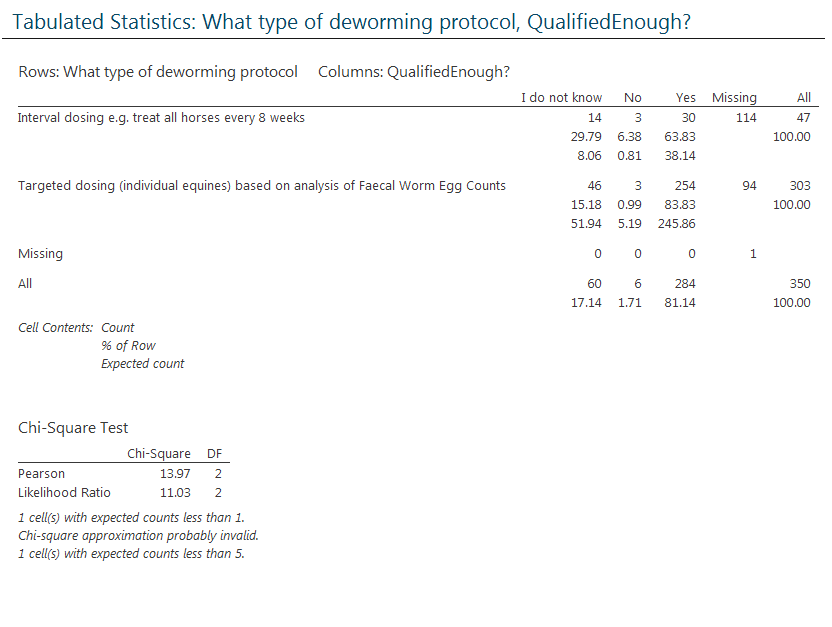 Tabulated Statistics: What type of deworming protocol, QualifiedEnough?
Rows: What type of deworming protocol Columns: QualifiedEnough?
I do not know No Yes Missing All
Interval dosing e.g. treat all horses every 8 weeks 14 3 30 114 47
29.79 6.38 63.83 100.00
8.06 0.81 38.14
Targeted dosing (individual equines) based on analysis of Faecal Worm Egg Counts 46 3 254 94 303
15.18 0.99 83.83 100.00
51.94 5.19 245.86
Missing 0 0 0 1
All 60 6 284 350
17.14 1.71 81.14 100.00
Cell Contents: Count
% of Row
Expected count
Chi-Square Test
Chi-Square DF
Pearson 13.97 2
Likelihood Ratio 11.03 2
1 cell(s) with expected counts less than 1.
Chi-square approximation probably invalid.
1 cell(s) with expected counts less than 5.